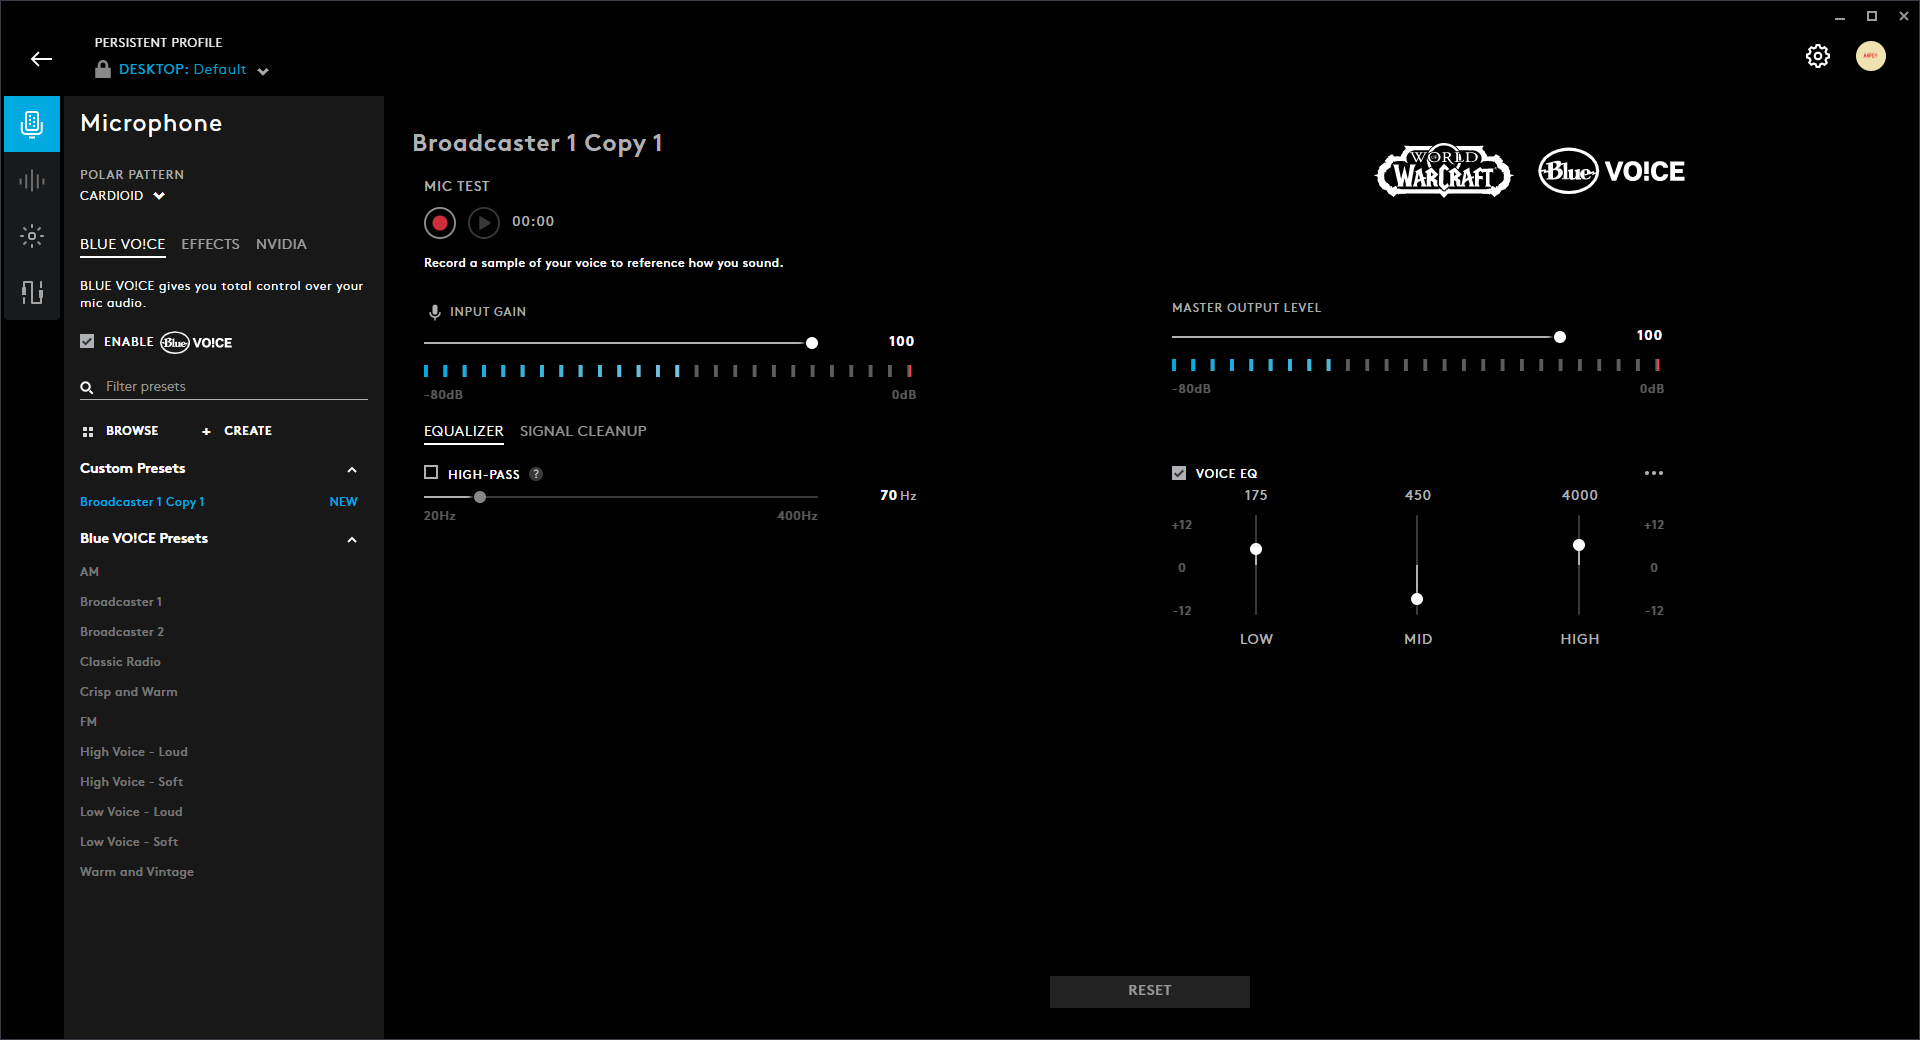 PERSISTENT PROFILE
DESKTOP: Default
Microphone
POLAR PATTERN
CARDIOID
BLUE VO!CE EFFECTS NVIDIA
BLUE VO!CE gives you total control over your
mic audio.
ENABLE Blue VO!CE
Filter presets
BROWSE + CREATE
Custom Presets
Broadcaster 1 Copy 1 NEW
Blue VO!CE Presets
AM
Broadcaster 1
Broadcaster 2
Classic Radio
Crisp and Warm
FM
High Voice - Loud
High Voice - Soft
Low Voice - Loud
Low Voice - Soft
Warm and Vintage
Broadcaster 1 Copy 1
WORLD OF WARCRAFT
Blue VO!CE
MIC TEST
00:00
Record a sample of your voice to reference how you sound.
INPUT GAIN
100
-80dB 0dB
MASTER OUTPUT LEVEL
100
-80dB 0dB
EQUALIZER SIGNAL CLEANUP
HIGH-PASS ?
70 Hz
20Hz 400Hz
VOICE EQ
175 450 4000
+12 +12
0 0
-12 -12
LOW MID HIGH
RESET